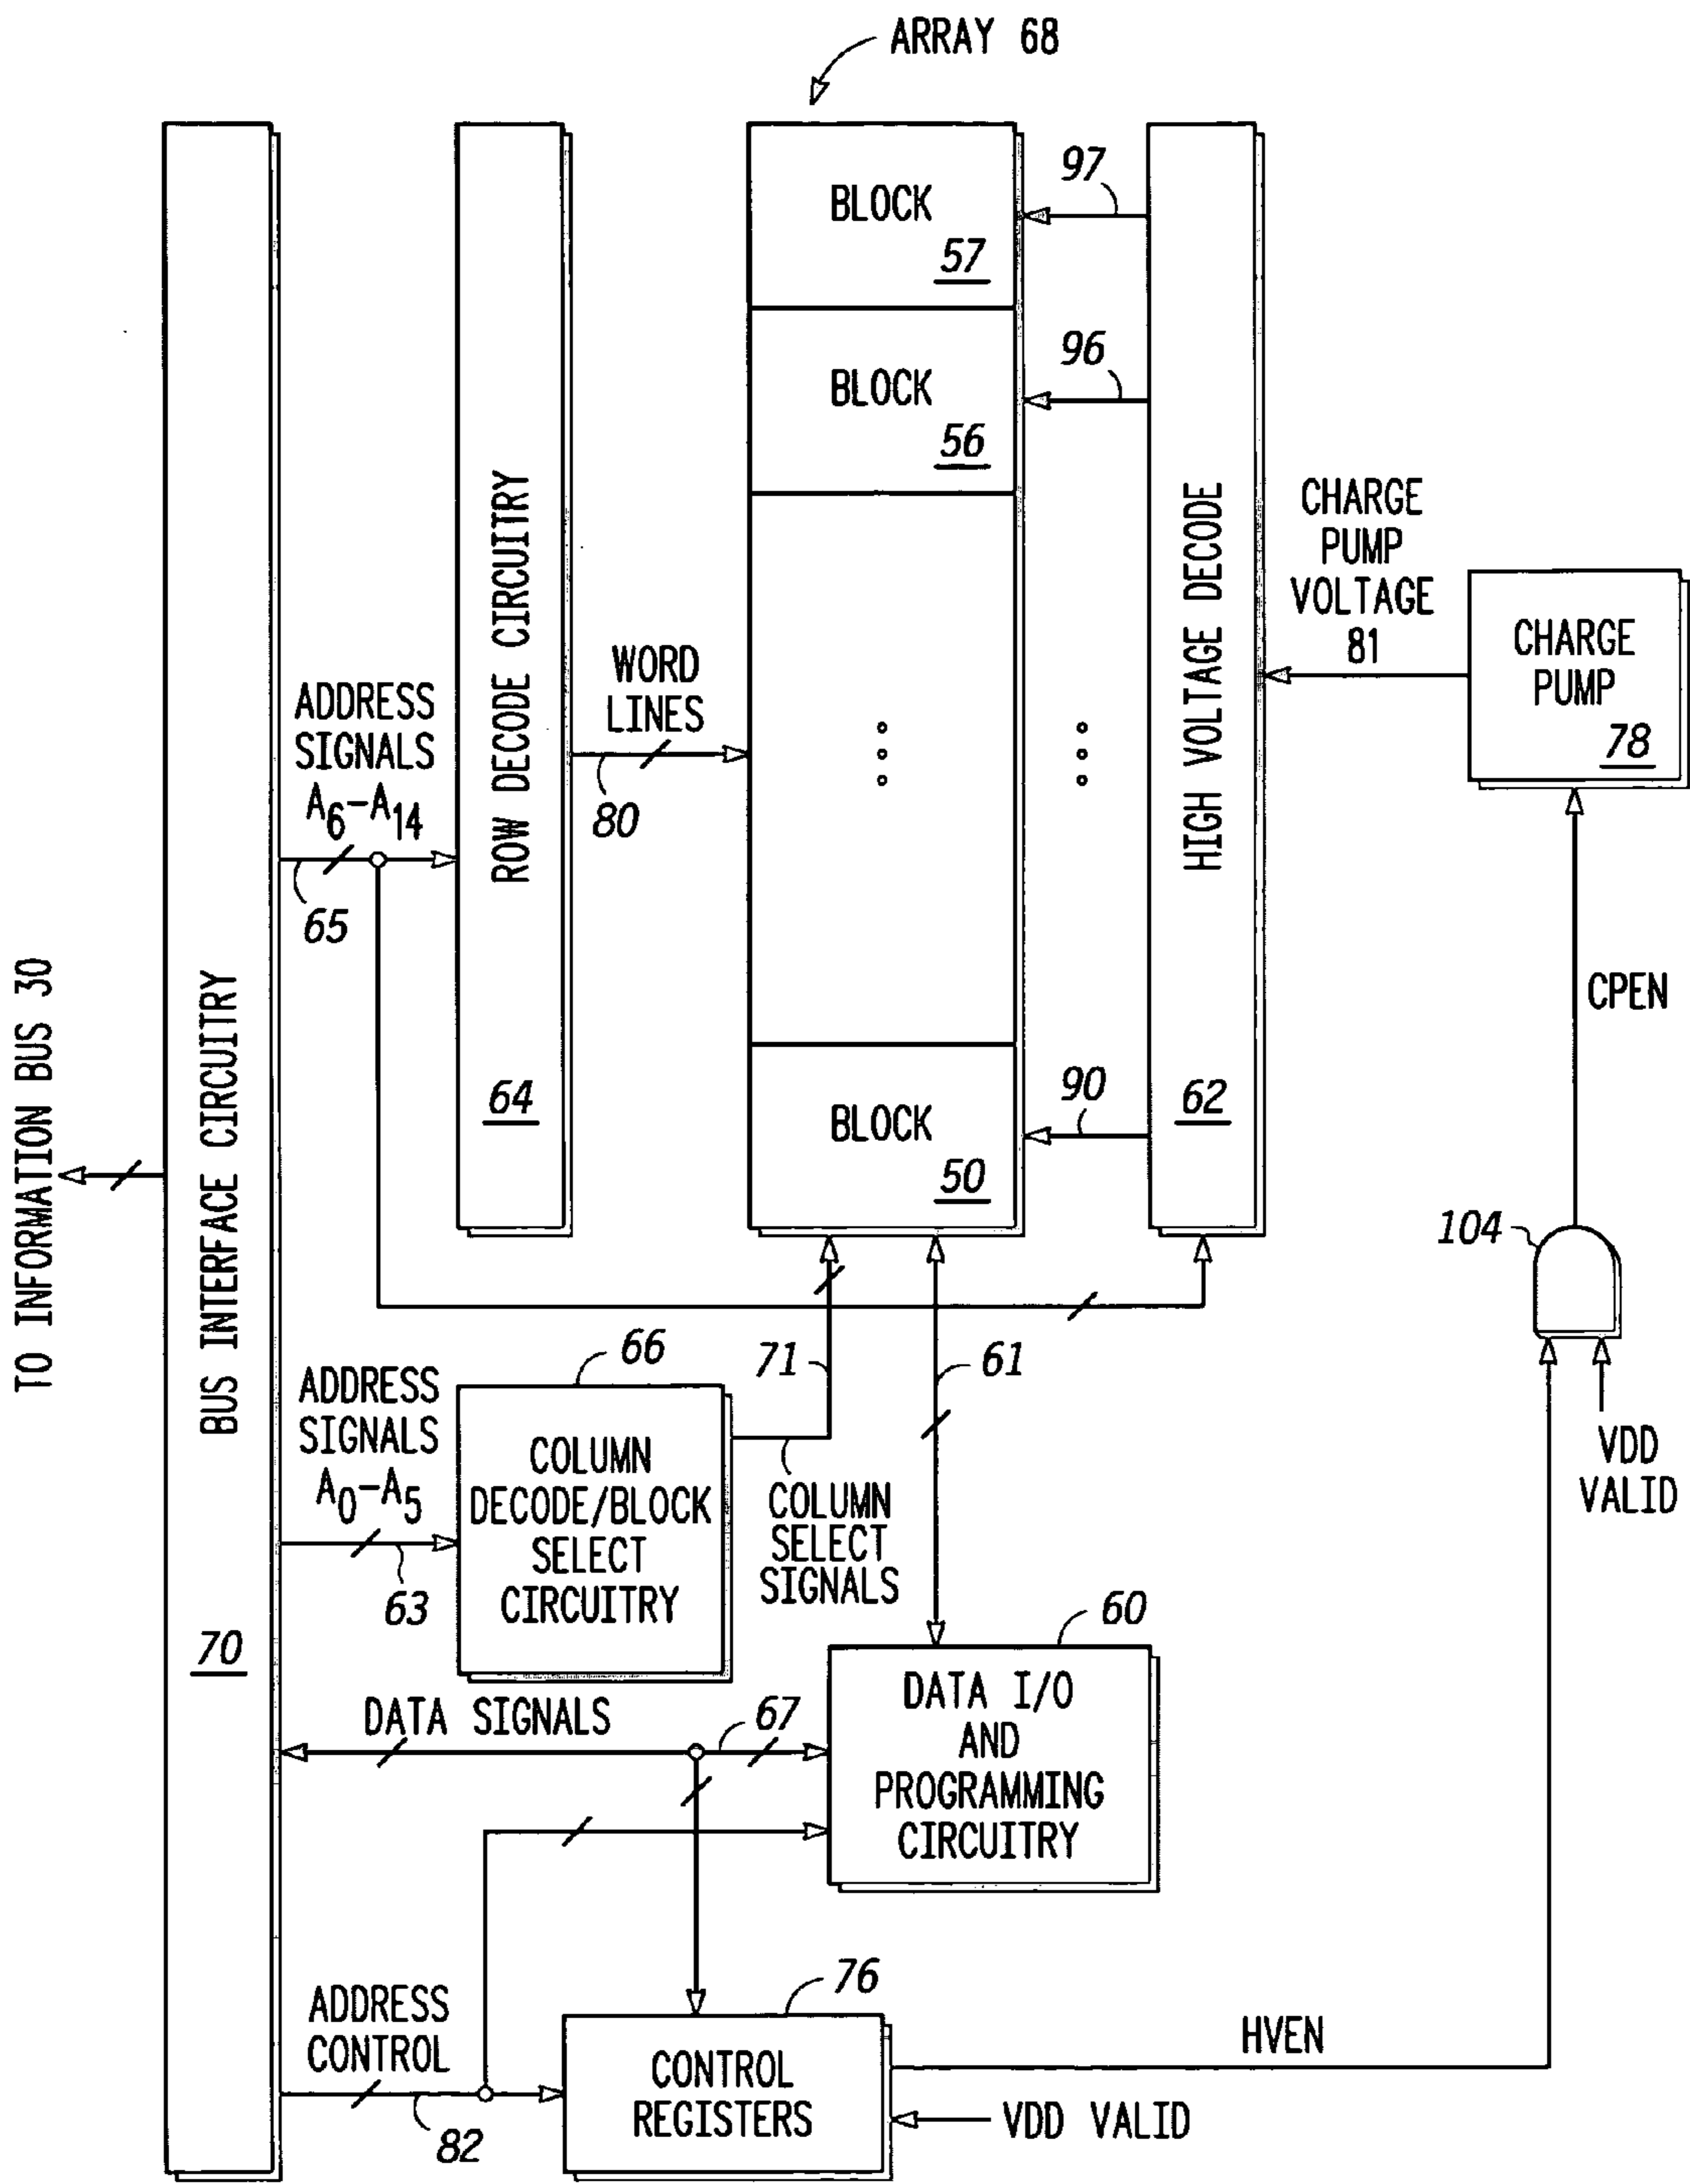 ARRAY 68
BLOCK
57
97
BLOCK
56
96
BLOCK
50
90
ROW DECODE CIRCUITRY
64
HIGH VOLTAGE DECODE
62
CHARGE
PUMP
VOLTAGE
81
CHARGE
PUMP
78
CPEN
104
VDD
VALID
WORD
LINES
80
ADDRESS
SIGNALS
A6-A14
65
TO INFORMATION BUS 30
BUS INTERFACE CIRCUITRY
70
ADDRESS
SIGNALS
A0-A5
63
66
COLUMN
DECODE/BLOCK
SELECT
CIRCUITRY
71
COLUMN
SELECT
SIGNALS
61
60
DATA I/O
AND
PROGRAMMING
CIRCUITRY
DATA SIGNALS
67
ADDRESS
CONTROL
82
76
CONTROL
REGISTERS
HVEN
VDD VALID